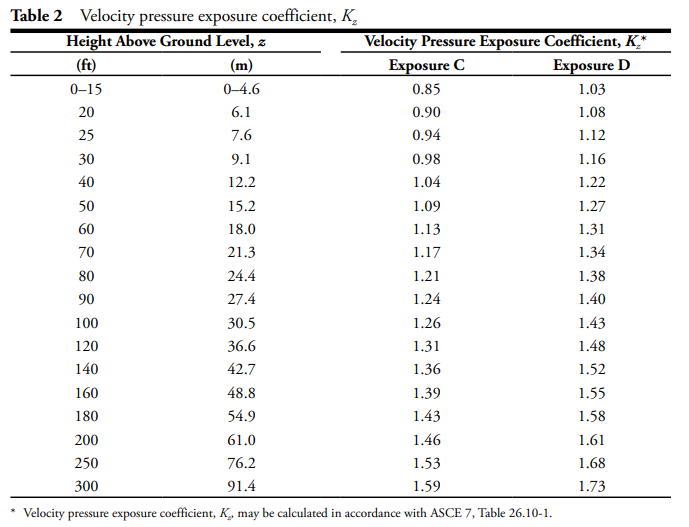 Table 2 Velocity pressure exposure coefficient, Kz
Height Above Ground Level, z Velocity Pressure Exposure Coefficient, Kz*
(ft) (m) Exposure C Exposure D
0–15 0–4.6 0.85 1.03
20 6.1 0.90 1.08
25 7.6 0.94 1.12
30 9.1 0.98 1.16
40 12.2 1.04 1.22
50 15.2 1.09 1.27
60 18.0 1.13 1.31
70 21.3 1.17 1.34
80 24.4 1.21 1.38
90 27.4 1.24 1.40
100 30.5 1.26 1.43
120 36.6 1.31 1.48
140 42.7 1.36 1.52
160 48.8 1.39 1.55
180 54.9 1.43 1.58
200 61.0 1.46 1.61
250 76.2 1.53 1.68
300 91.4 1.59 1.73
* Velocity pressure exposure coefficient, Kz, may be calculated in accordance with ASCE 7, Table 26.10-1.